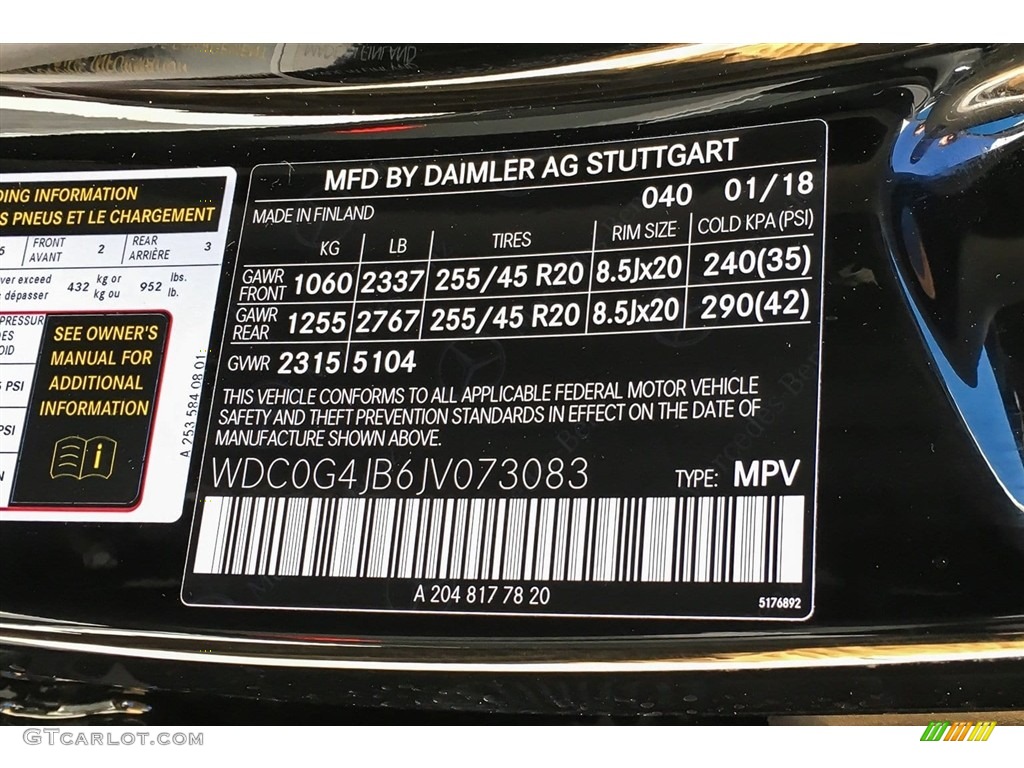 DING INFORMATION
S PNEUS ET LE CHARGEMENT
FRONT AVANT 2 REAR ARRIÈRE 3
ver exceed 432 kg or 952 lbs.
dépasser kg ou lb.
SEE OWNER'S
MANUAL FOR
ADDITIONAL
INFORMATION
PSI
PSI
A 253 584 08 01
MFD BY DAIMLER AG STUTTGART
MADE IN FINLAND 040 01/18
KG LB TIRES RIM SIZE COLD KPA(PSI)
GAWR FRONT 1060 2337 255/45 R20 8.5Jx20 240(35)
GAWR REAR 1255 2767 255/45 R20 8.5Jx20 290(42)
GVWR 2315 5104
THIS VEHICLE CONFORMS TO ALL APPLICABLE FEDERAL MOTOR VEHICLE
SAFETY AND THEFT PREVENTION STANDARDS IN EFFECT ON THE DATE OF
MANUFACTURE SHOWN ABOVE.
WDC0G4JB6JV073083 TYPE: MPV
A 204 817 78 20
5176892
GTcarlot.com